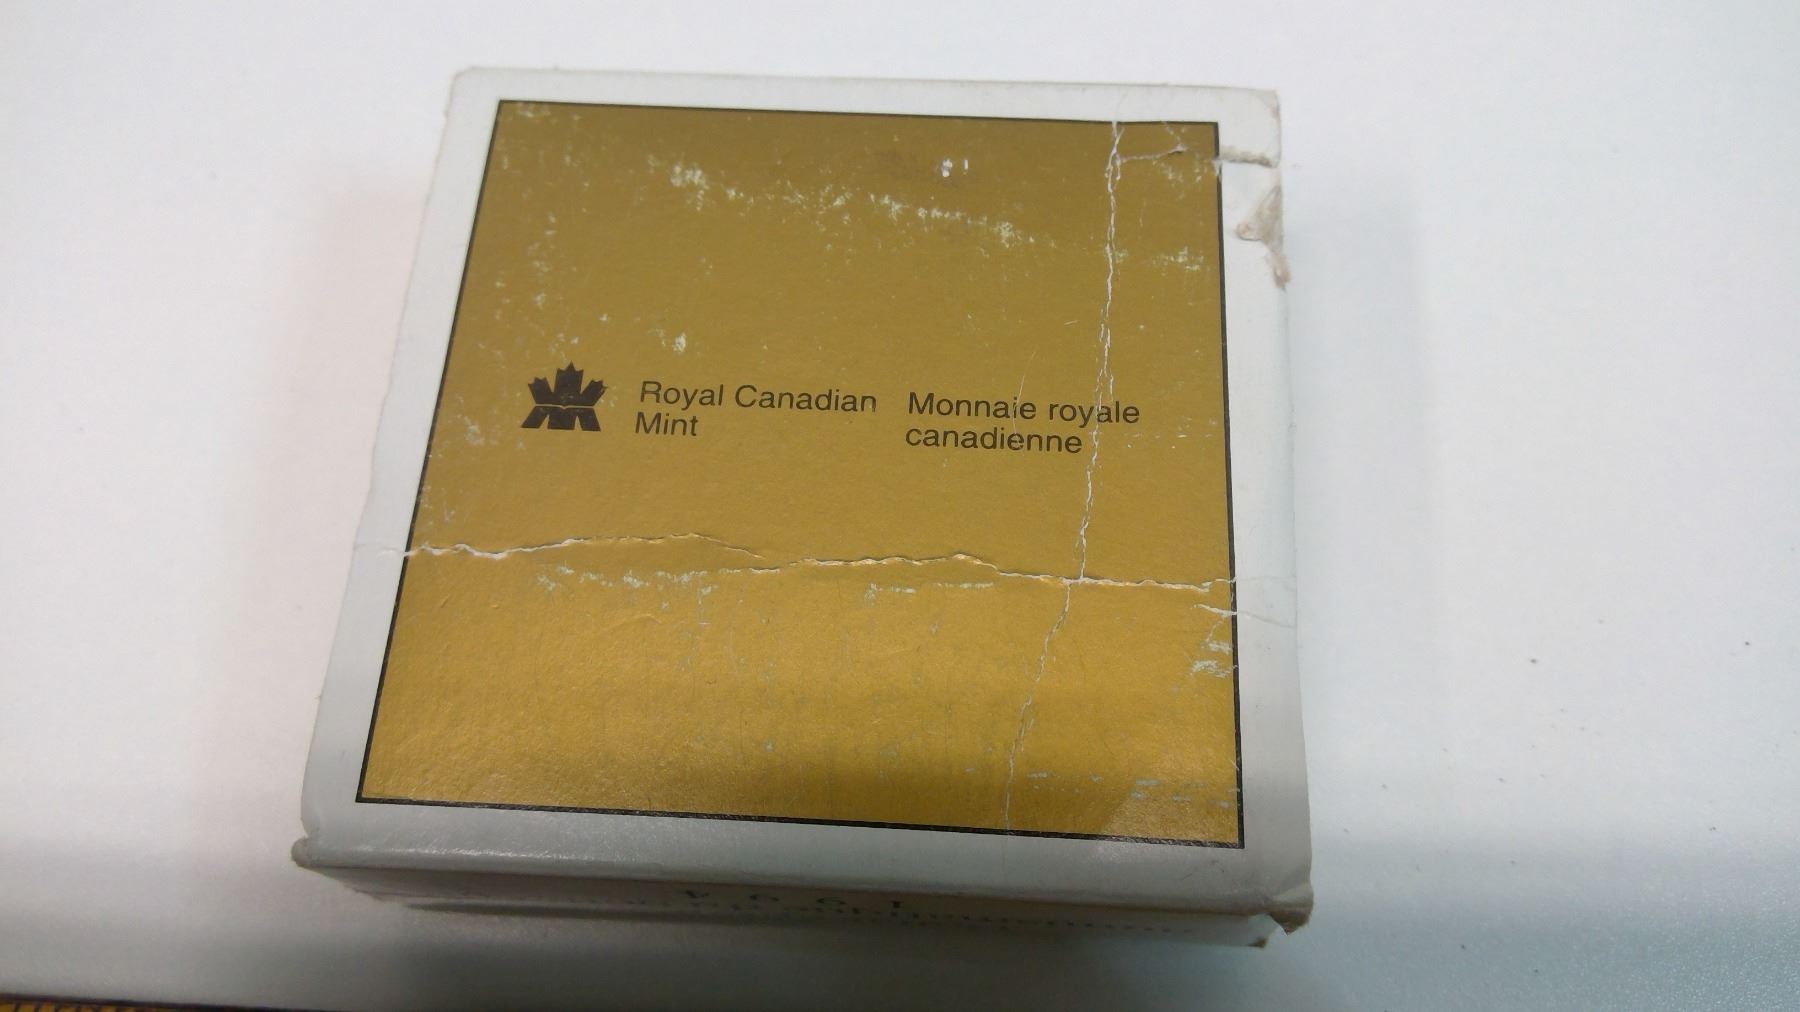 Royal Canadian
Mint
Monnaie royale
canadienne